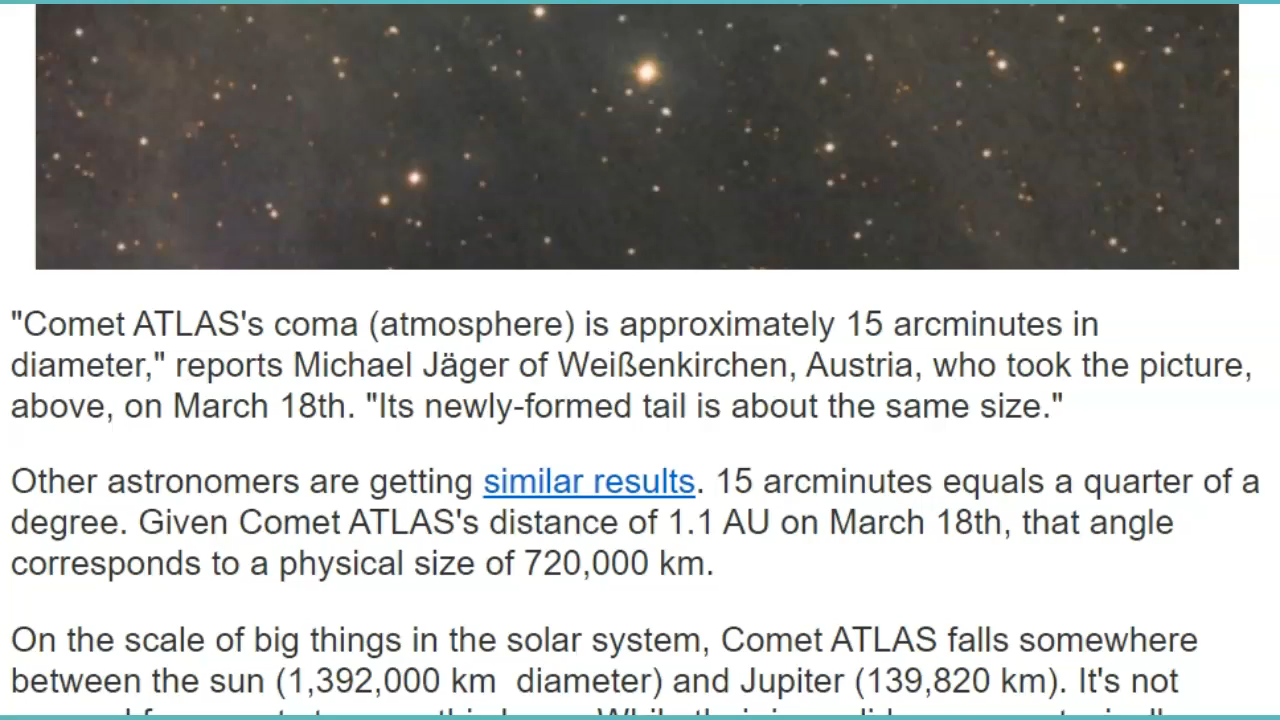 "Comet ATLAS's coma (atmosphere) is approximately 15 arcminutes in
diameter," reports Michael Jäger of Weißenkirchen, Austria, who took the picture,
above, on March 18th. "Its newly-formed tail is about the same size."
Other astronomers are getting similar results. 15 arcminutes equals a quarter of a
degree. Given Comet ATLAS's distance of 1.1 AU on March 18th, that angle
corresponds to a physical size of 720,000 km.
On the scale of big things in the solar system, Comet ATLAS falls somewhere
between the sun (1,392,000 km  diameter) and Jupiter (139,820 km). It's not